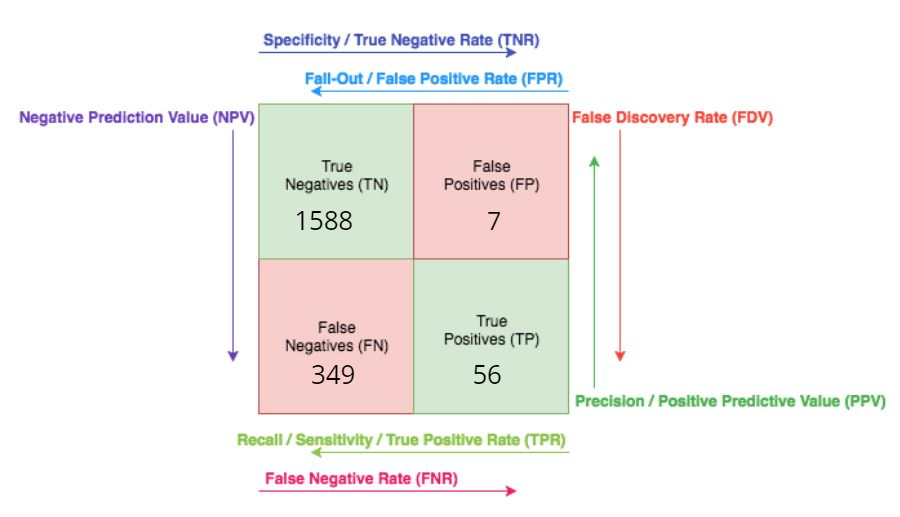 Specificity / True Negative Rate (TNR)
Fall-Out / False Positive Rate (FPR)
Negative Prediction Value (NPV)
False Discovery Rate (FDV)
True
Negatives (TN)
1588
False
Positives (FP)
7
False
Negatives (FN)
349
True
Positives (TP)
56
Precision / Positive Predictive Value (PPV)
Recall / Sensitivity / True Positive Rate (TPR)
False Negative Rate (FNR)